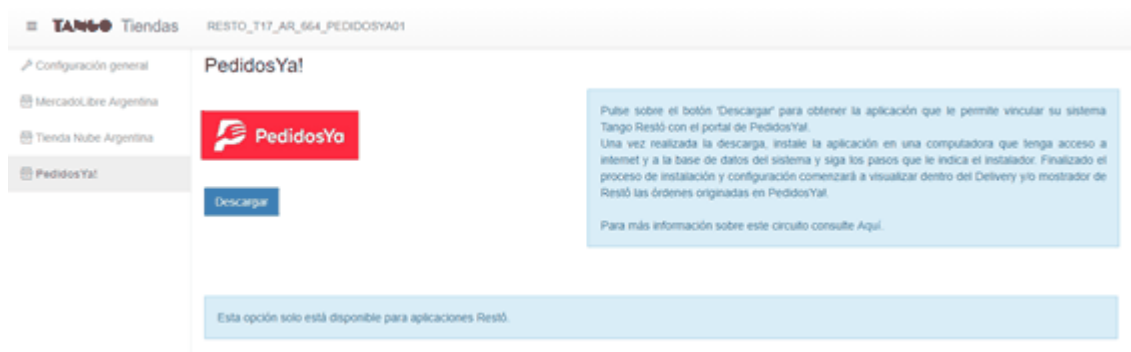 TANGO Tiendas RESTO_T17_AR_664_PEDIDOSYA01
Configuración general
MercadoLibre Argentina
Tienda Nube Argentina
PedidosYa!
PedidosYa!
PedidosYa
Descargar
Pulse sobre el botón 'Descargar' para obtener la aplicación que le permite vincular su sistema
Tango Restó con el portal de PedidosYa!.
Una vez realizada la descarga, instale la aplicación en una computadora que tenga acceso a
internet y a la base de datos del sistema y siga los pasos que le indica el instalador. Finalizado el
proceso de instalación y configuración comenzará a visualizar dentro del Delivery y/o mostrador de
Restô las órdenes originadas en PedidosYa!.
Para más información sobre este circuito consulte Aquí.
Esta opción solo está disponible para aplicaciones Restô.